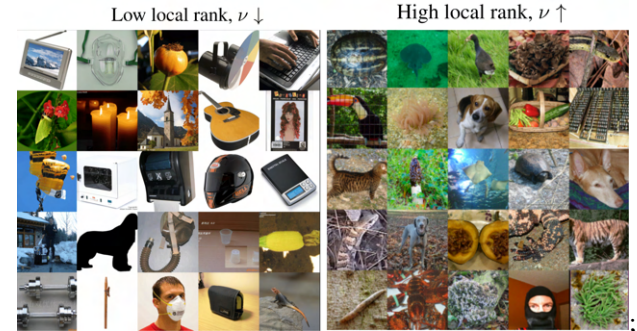 Low local rank, ν ↓
High local rank, ν ↑